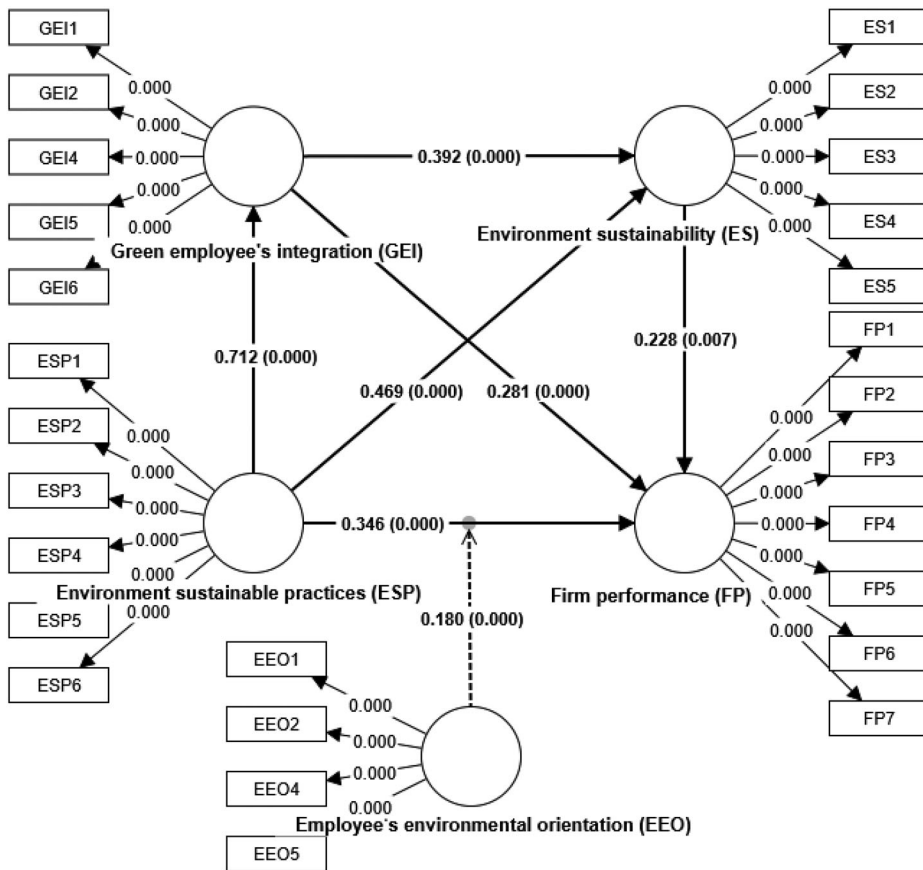 GEI1
0.000
GEI2
0.000
GEI4
0.000
GEI5
0.000
GEI6
0.000
Green employee's integration (GEI)
ES1
0.000
ES2
0.000
ES3
0.000
ES4
0.000
ES5
0.000
Environment sustainability (ES)
0.392 (0.000)
0.712 (0.000)
0.469 (0.000)
0.281 (0.000)
0.228 (0.007)
ESP1
0.000
ESP2
0.000
ESP3
0.000
ESP4
0.000
ESP5
0.000
ESP6
0.000
Environment sustainable practices (ESP)
0.346 (0.000)
FP1
0.000
FP2
0.000
FP3
0.000
FP4
0.000
FP5
0.000
FP6
0.000
FP7
0.000
Firm performance (FP)
0.180 (0.000)
EEO1
0.000
EEO2
0.000
EEO4
0.000
EEO5
0.000
Employee's environmental orientation (EEO)